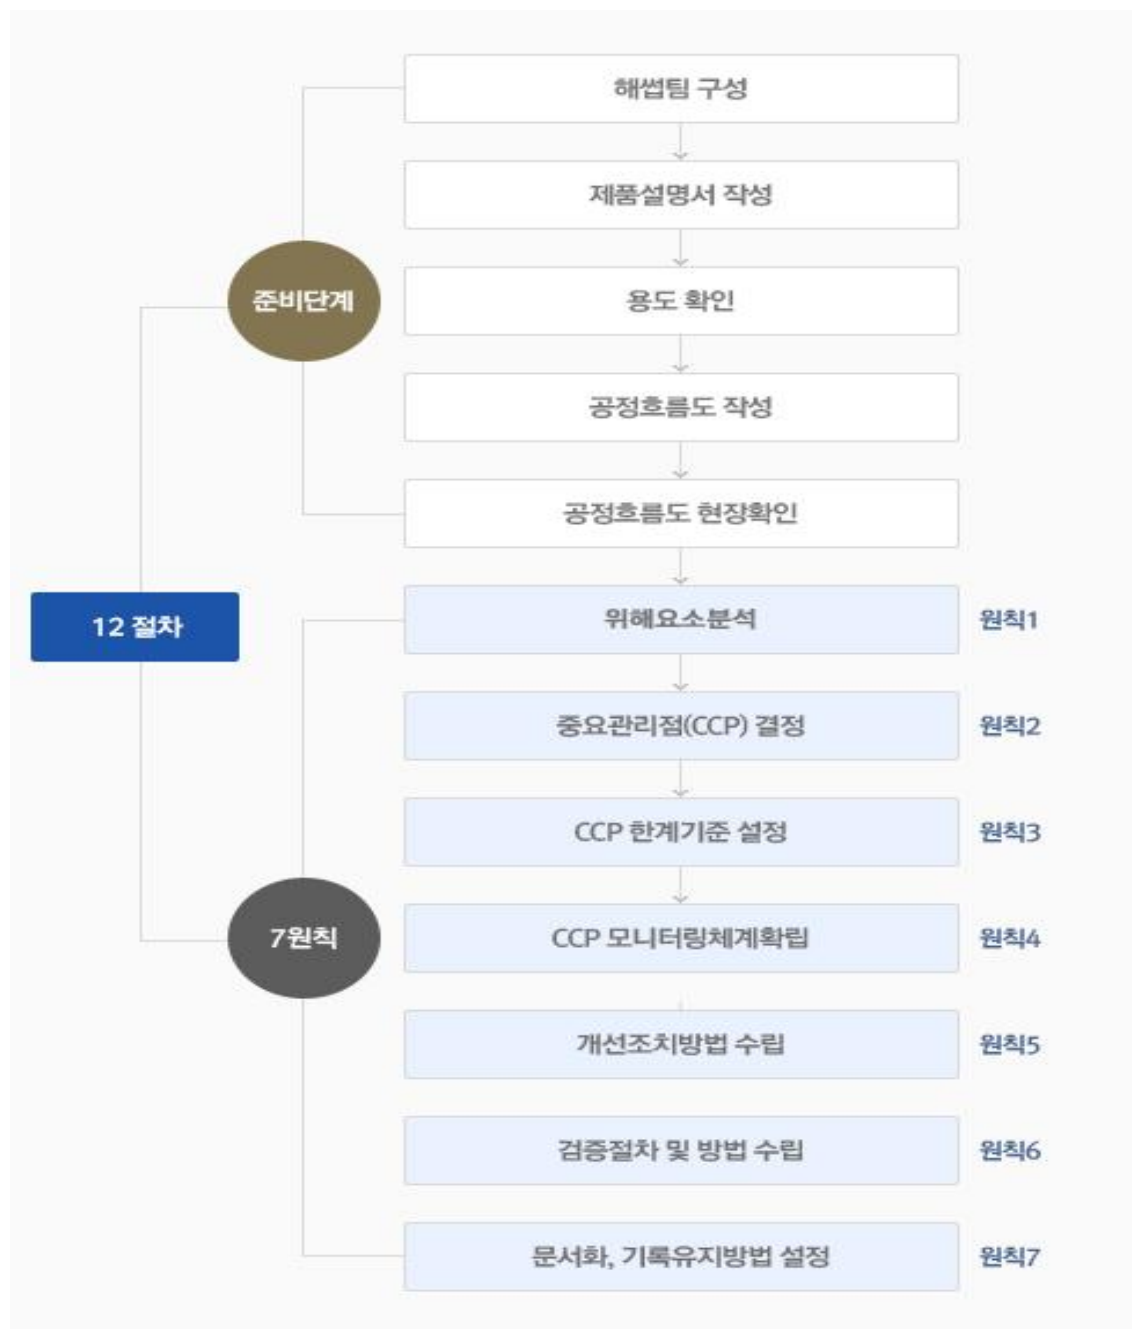 해썹팀 구성
제품설명서 작성
준비단계
용도 확인
공정흐름도 작성
공정흐름도 현장확인
12 절차
위해요소분석 원칙1
중요관리점(CCP) 결정 원칙2
CCP 한계기준 설정 원칙3
7원칙
CCP 모니터링체계확립 원칙4
개선조치방법 수립 원칙5
검증절차 및 방법 수립 원칙6
문서화, 기록유지방법 설정 원칙7